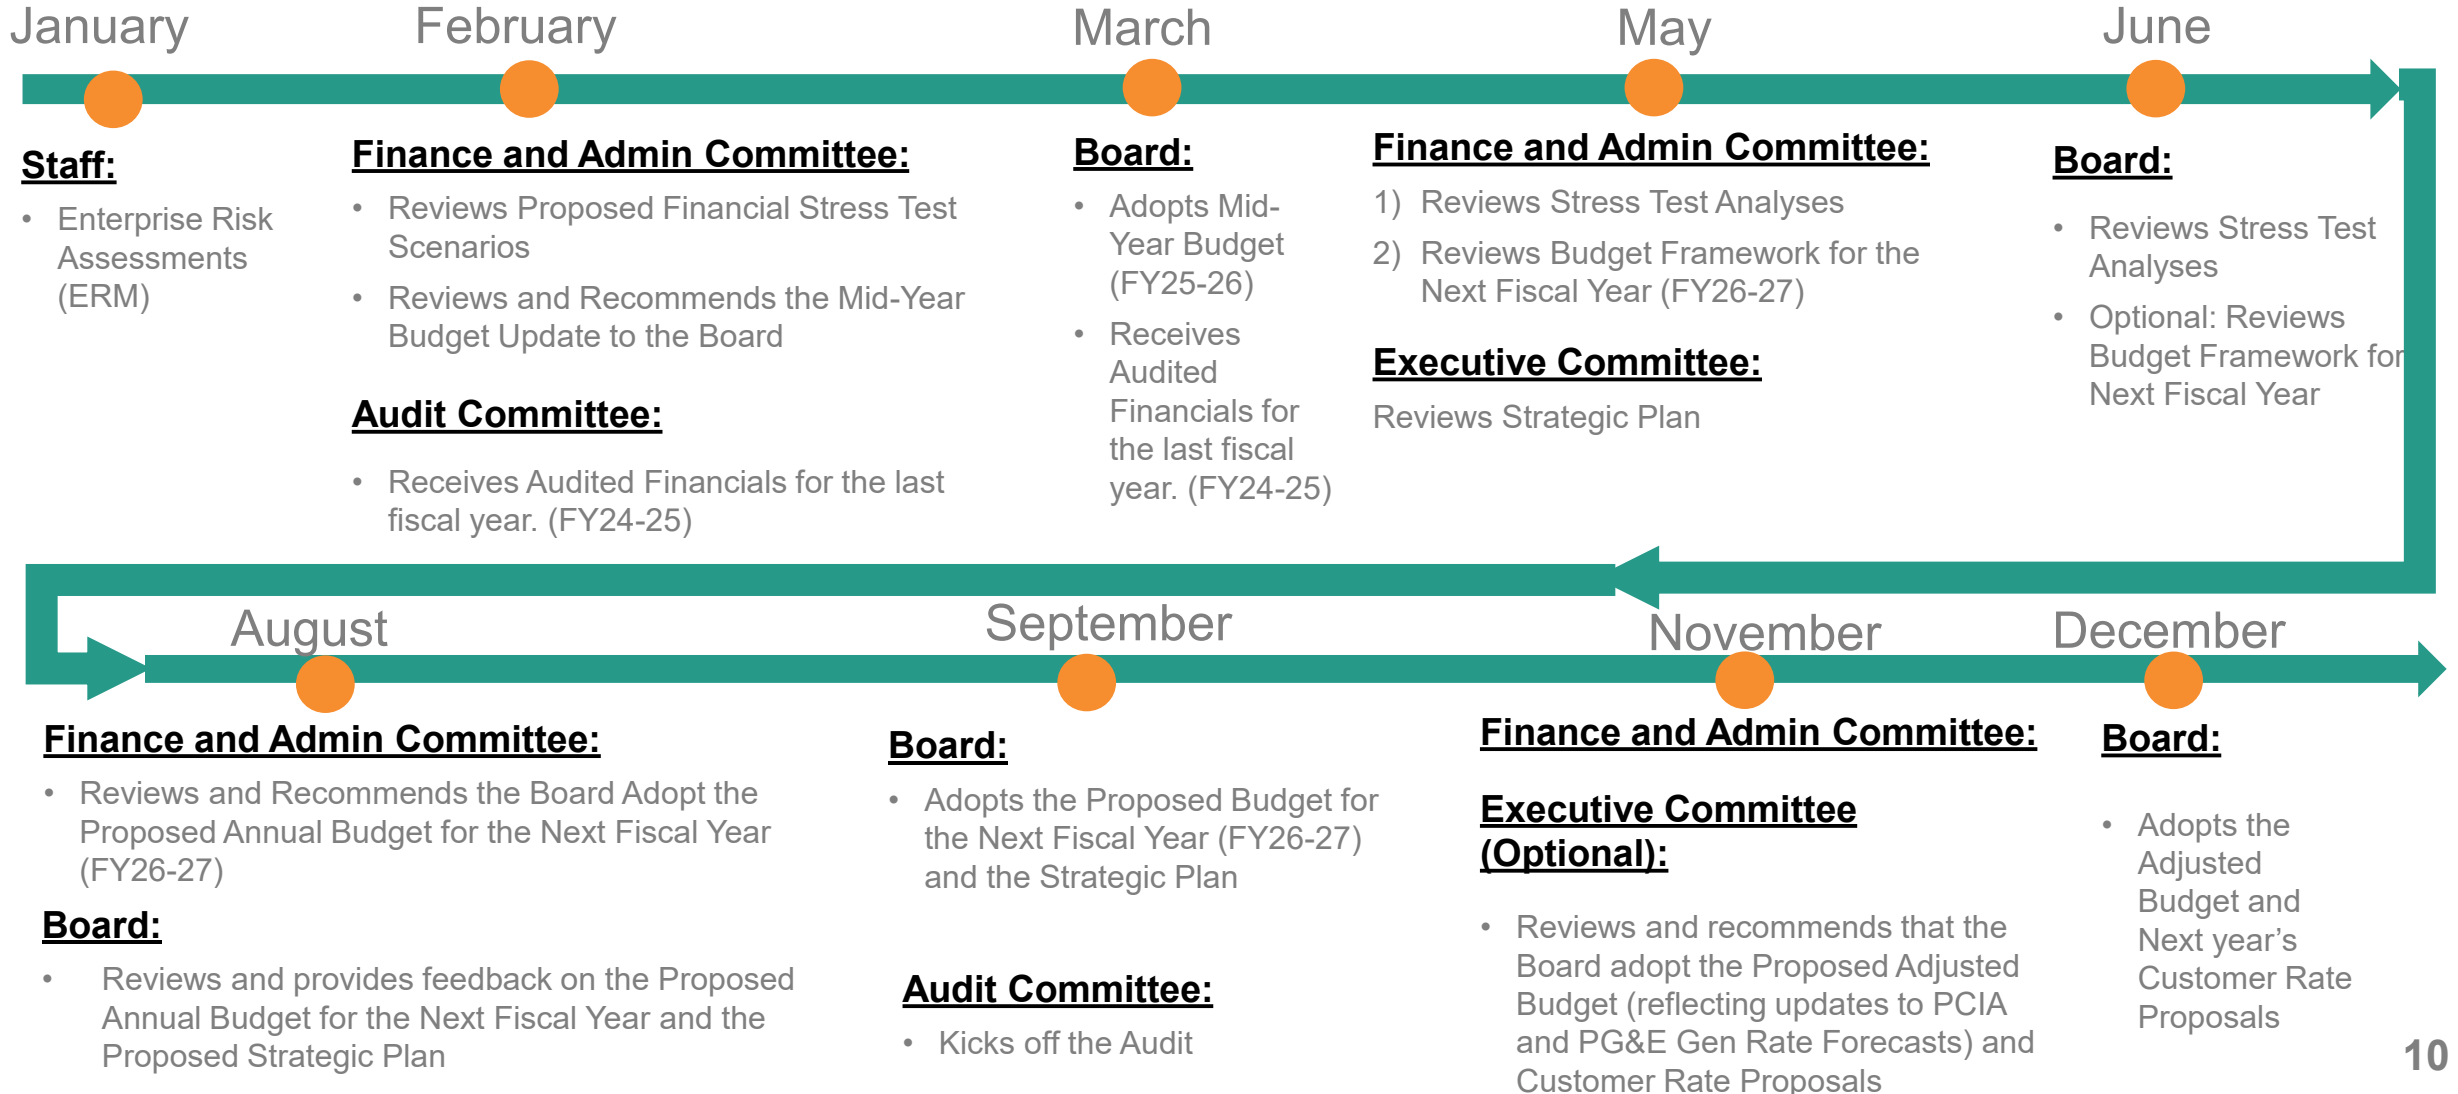 January
Staff:
• Enterprise Risk
Assessments
(ERM)
February
Finance and Admin Committee:
• Reviews Proposed Financial Stress Test
Scenarios
• Reviews and Recommends the Mid-Year
Budget Update to the Board
Audit Committee:
• Receives Audited Financials for the last
fiscal year. (FY24-25)
March
Board:
• Adopts Mid-
Year Budget
(FY25-26)
• Receives
Audited
Financials for
the last fiscal
year. (FY24-25)
May
Finance and Admin Committee:
1) Reviews Stress Test Analyses
2) Reviews Budget Framework for the
Next Fiscal Year (FY26-27)
Executive Committee:
Reviews Strategic Plan
June
Board:
• Reviews Stress Test
Analyses
• Optional: Reviews
Budget Framework for
Next Fiscal Year
August
Finance and Admin Committee:
• Reviews and Recommends the Board Adopt the
Proposed Annual Budget for the Next Fiscal Year
(FY26-27)
Board:
• Reviews and provides feedback on the Proposed
Annual Budget for the Next Fiscal Year and the
Proposed Strategic Plan
September
Board:
• Adopts the Proposed Budget for
the Next Fiscal Year (FY26-27)
and the Strategic Plan
Audit Committee:
• Kicks off the Audit
November
Finance and Admin Committee:
Executive Committee
(Optional):
• Reviews and recommends that the
Board adopt the Proposed Adjusted
Budget (reflecting updates to PCIA
and PG&E Gen Rate Forecasts) and
Customer Rate Proposals
December
Board:
• Adopts the
Adjusted
Budget and
Next year’s
Customer Rate
Proposals
10